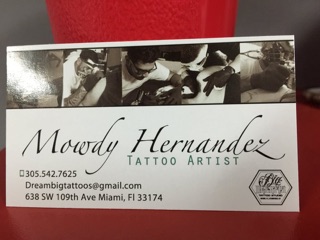 Mowdy Hernandez
Tattoo Artist
305.542.7625
Dreambigtattoos@gmail.com
638 SW 109th Ave Miami, Fl 33174